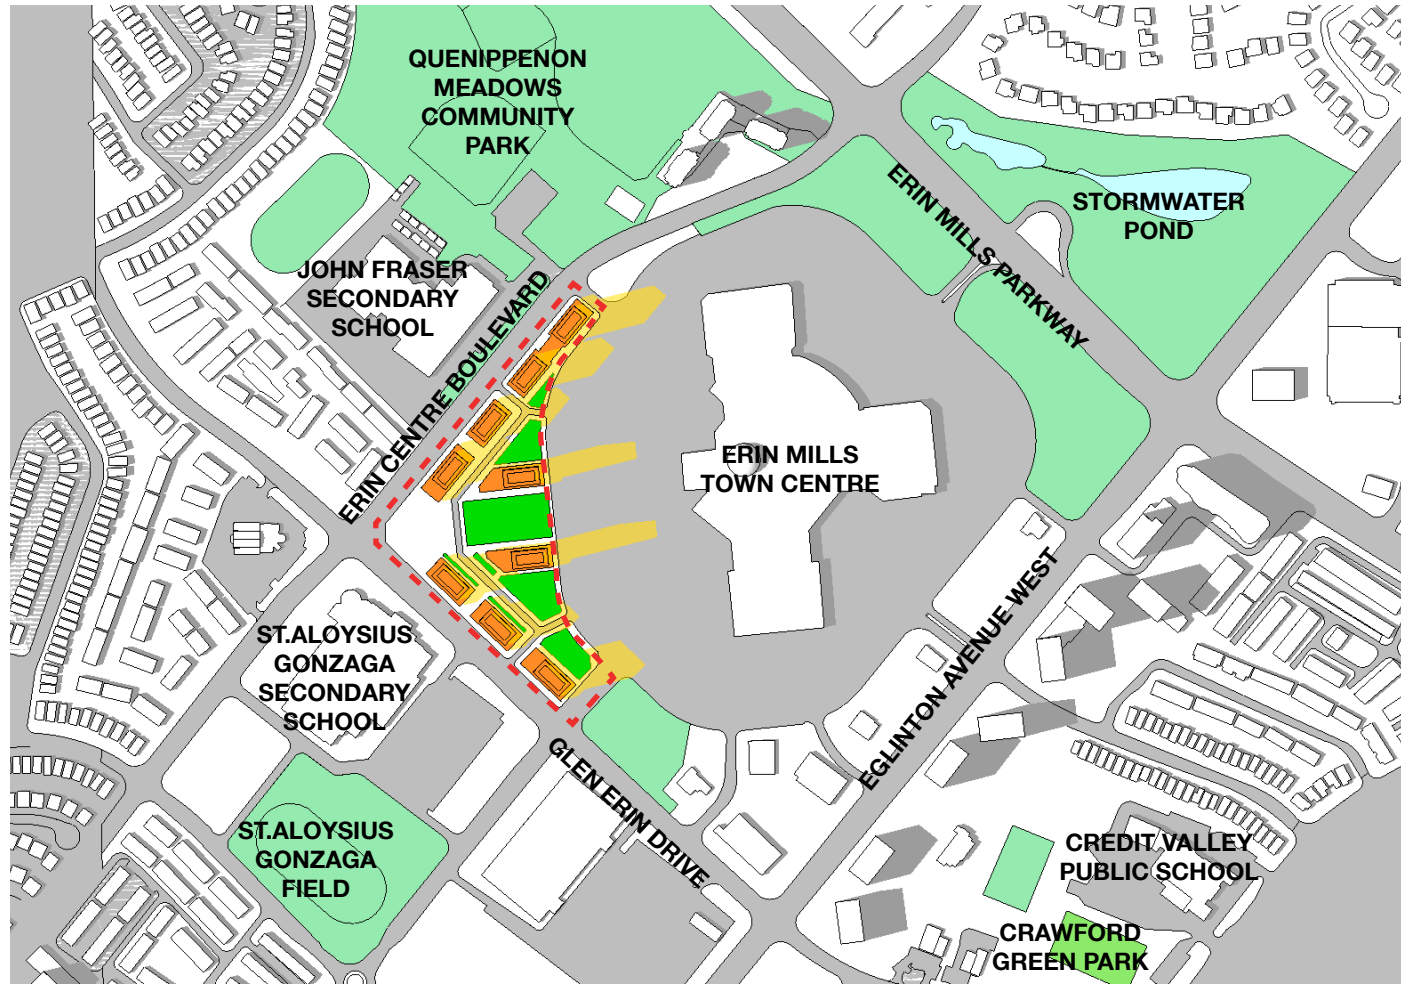 QUENIPPENON
MEADOWS
COMMUNITY
PARK
ERIN MILLS PARKWAY
STORMWATER
POND
JOHN FRASER
SECONDARY
SCHOOL
ERIN CENTRE BOULEVARD
ERIN MILLS
TOWN CENTRE
EGLINTON AVENUE WEST
ST.ALOYSIUS
GONZAGA
SECONDARY
SCHOOL
GLEN ERIN DRIVE
ST.ALOYSIUS
GONZAGA
FIELD
CREDIT VALLEY
PUBLIC SCHOOL
CRAWFORD
GREEN PARK